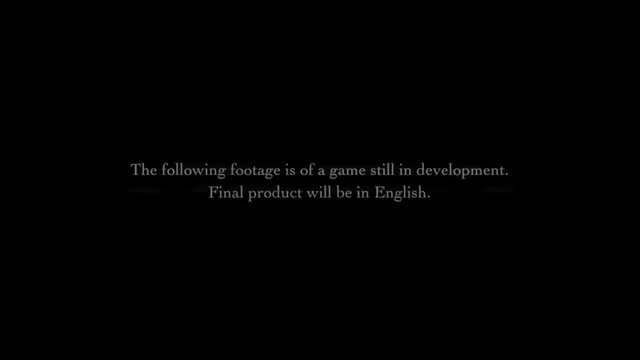 The following footage is of a game still in development.
Final product will be in English.